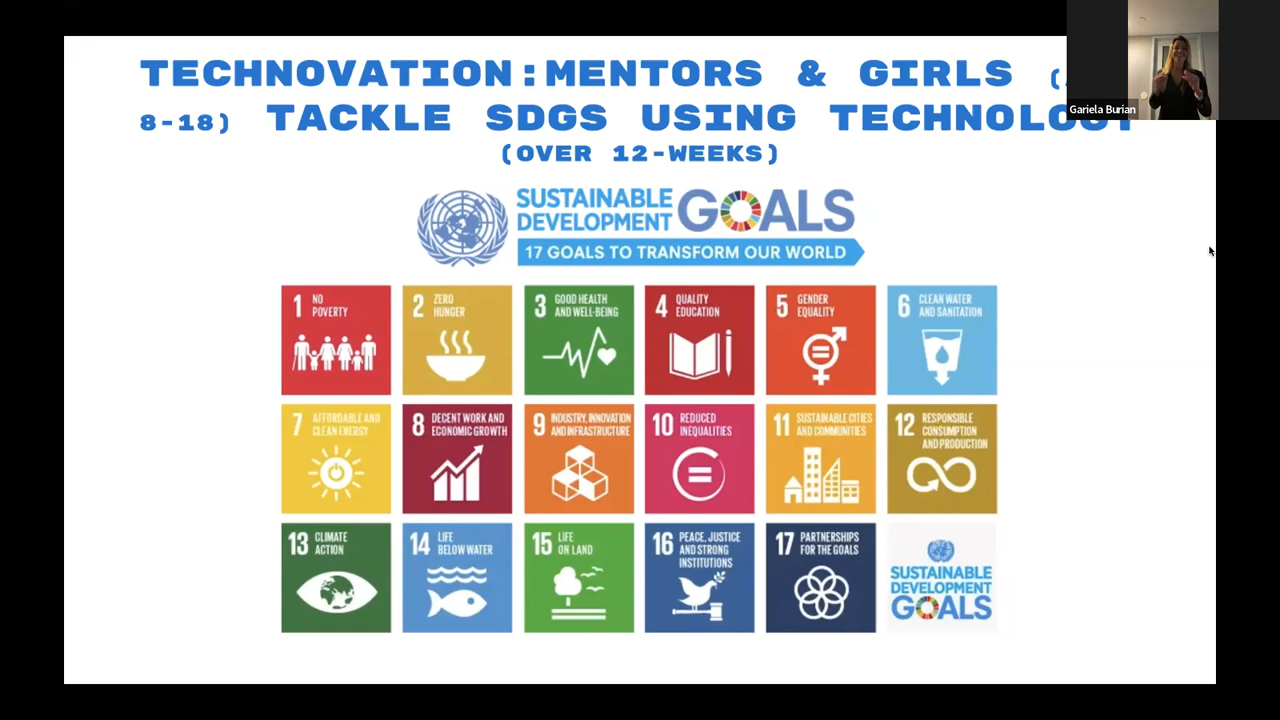 TECHNOVATION:MENTORS & GIRLS (
8-18) TACKLE SDGS USING TECHNOLOGY
(OVER 12-WEEKS)
Gariela Burian
SUSTAINABLE
DEVELOPMENT GOALS
17 GOALS TO TRANSFORM OUR WORLD
1 NO
POVERTY
2 ZERO
HUNGER
3 GOOD HEALTH
AND WELL-BEING
4 QUALITY
EDUCATION
5 GENDER
EQUALITY
6 CLEAN WATER
AND SANITATION
7 AFFORDABLE AND
CLEAN ENERGY
8 DECENT WORK AND
ECONOMIC GROWTH
9 INDUSTRY, INNOVATION
AND INFRASTRUCTURE
10 REDUCED
INEQUALITIES
11 SUSTAINABLE CITIES
AND COMMUNITIES
12 RESPONSIBLE
CONSUMPTION
AND PRODUCTION
13 CLIMATE
ACTION
14 LIFE
BELOW WATER
15 LIFE
ON LAND
16 PEACE, JUSTICE
AND STRONG
INSTITUTIONS
17 PARTNERSHIPS
FOR THE GOALS
SUSTAINABLE
DEVELOPMENT
GOALS